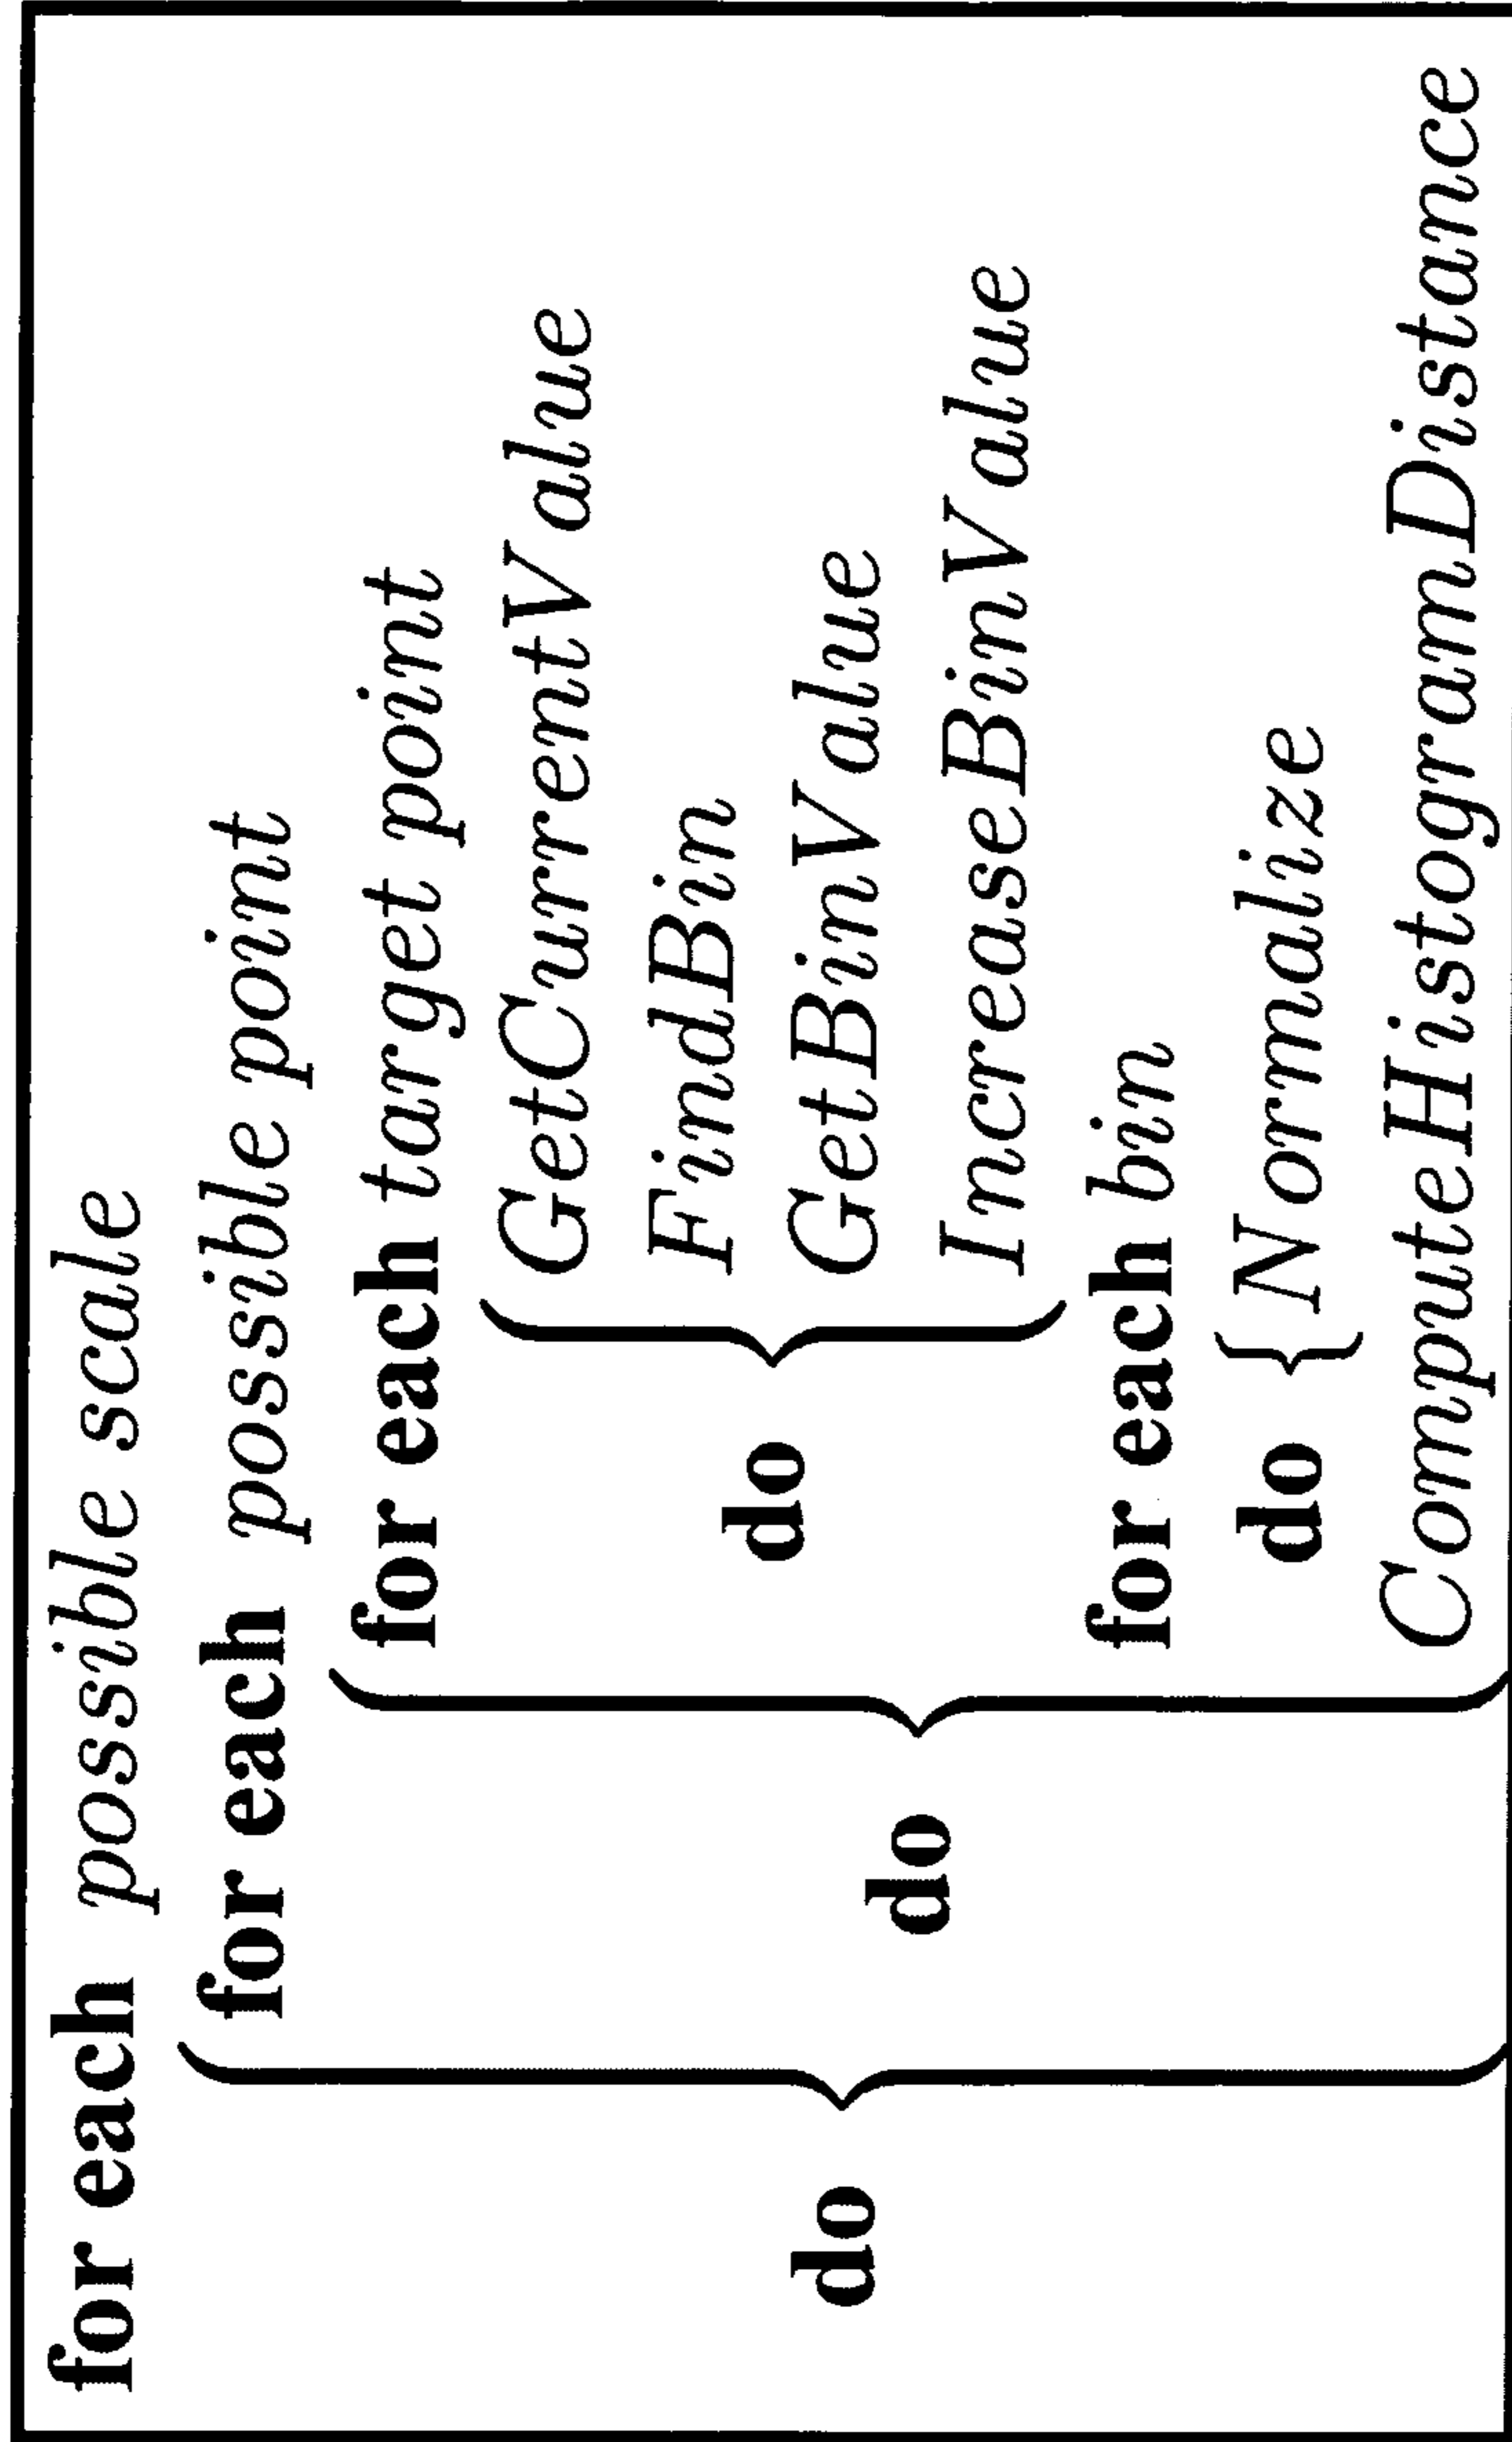 for each possible scale
for each possible point
for each target point
GetCurrentValue
FindBin
do
GetBinValue
IncreaseBinValue
do
do
for each bin
do { Normalize
ComputeHistogramDistance